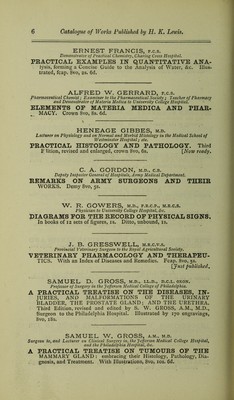 6 Catalogue of Works Published by H. K. Lewis.
ERNEST FRANCIS, F.C.S.
Demonstrator of Practical Chemistry, Charing Cross Hospital.
PRACTICAL EXAMPLES IN QUANTITATIVE ANA-
lysis, forming a Concise Guide to the Analysis of Water, &c. Illus-
trated, fcap. 8vo, 2s. 6d.
ALFRED W. GERRARD, F.C.S.
Pharmaceutical Chemist; Examiner to the Pharmaceutical Society; Teacher of Pharmacy
and Demonstrator of Materia Medica to University College Hospital.
ELEMENTS OF MATERIA MEDICA AND PHAR-
MACY. Crown 8vo, 8s. 6d.
HENEAGE GIBBES, M.D.
Lecturer on Physiology and on Normal and Morbid Histology in the Medical School of
Westminster Hospital; etc.
PRACTICAL HISTOLOGY AND PATHOLOGY. Third
Edition, revised and enlarged, crown 8vo, 6s. [Now ready.
C. A. GORDON, M.D., C.B.
Deputy Inspector General of Hospitals, Army Medical Department.
REMARKS ON ARMY SURGEONS AND THEIR
WORKS. Demy 8vo, 5s.
W. R. GOWERS, M.D., F.R.C.P., M.R.C.S.
Physician to University College Hospital, &c.
DIAGRAMS FOR THE RECORD OF PHYSICAL SIGNS.
In books of 12 sets of figures, 1s. Ditto, unbound, 1s.
J. B. GRESSWELL, M.R.C.V.S.
Provincial Veterinary Surgeon to the Royal Agricultural Society.
VETERINARY PHARMACOLOGY AND THERAPEU-
TICS. With an Index of Diseases and Remedies. Fcap. 8vo, 5s.
[Just published.
SAMUEL D. GROSS, M.D., LL.D., D.C.L. OXON.
Professor of Surgery in the Jefferson Medical College of Philadelphia.
A PRACTICAL TREATISE ON THE DISEASES, IN-
JURIES, AND MALFORMATIONS OF THE URINARY
BLADDER, THE PROSTATE GLAND; AND THE URETHRA.
Third Edition, revised by S. W. GROSS, A.M., M.D.,
Surgeon to the Philadelphia Hospital. Illustrated by 170 engravings,
8vo, 18s.
SAMUEL W. GROSS, A.M., M.D.
Surgeon to, and Lecturer on Clinical Surgery in, the Jefferson Medical College Hospital,
and the Philadelphia Hospital, &c.
A PRACTICAL TREATISE ON TUMOURS OF THE
MAMMARY GLAND: embracing their Histology, Pathology, Dia-
gnosis, and Treatment. With Illustrations, 8vo, 10s. 6d.